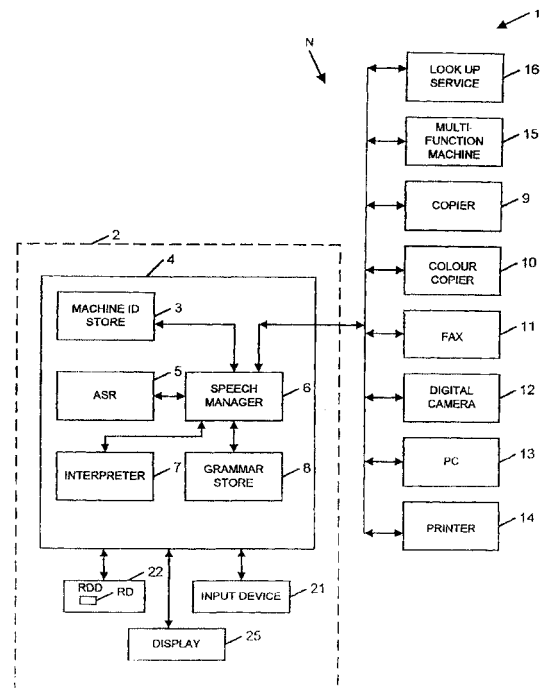 1
N
LOOK UP
SERVICE
16
MULTI-
FUNCTION
MACHINE
15
COPIER
9
2
4
COLOUR
COPIER
10
MACHINE ID
STORE
3
FAX
11
ASR
5
SPEECH
MANAGER
6
DIGITAL
CAMERA
12
INTERPRETER
7
GRAMMAR
STORE
8
PC
13
PRINTER
14
RDD
22
RD
INPUT DEVICE
21
DISPLAY
25